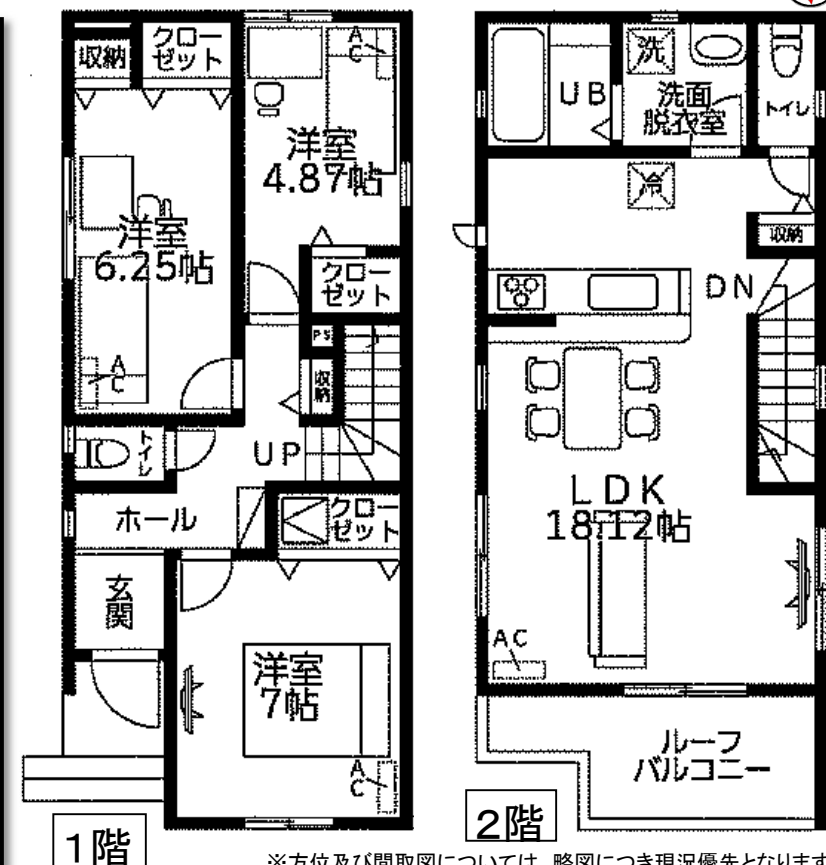 収納
クロー
ゼット
AC
洋室
4.87帖
洋室
6.25帖
クロー
ゼット
PS
収納
AC
トイレ
UP
ホール
クロー
ゼット
玄関
洋室
7帖
AC
1階
UB
洗
洗面
脱衣室
トイレ
冷
収納
DN
LDK
18.12帖
AC
ルーフ
バルコニー
2階
※方位及び間取図については、略図につき現況優先となります